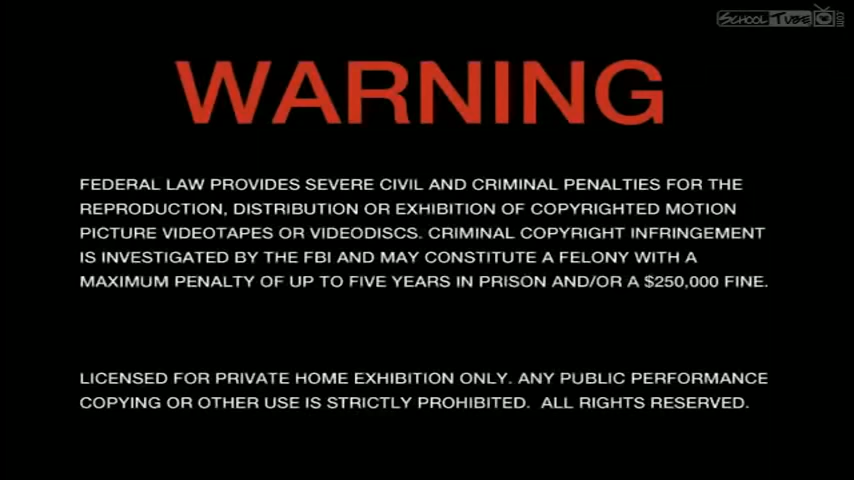 SCHOOLTUBE.com
WARNING
FEDERAL LAW PROVIDES SEVERE CIVIL AND CRIMINAL PENALTIES FOR THE
REPRODUCTION, DISTRIBUTION OR EXHIBITION OF COPYRIGHTED MOTION
PICTURE VIDEOTAPES OR VIDEODISCS. CRIMINAL COPYRIGHT INFRINGEMENT
IS INVESTIGATED BY THE FBI AND MAY CONSTITUTE A FELONY WITH A
MAXIMUM PENALTY OF UP TO FIVE YEARS IN PRISON AND/OR A $250,000 FINE.
LICENSED FOR PRIVATE HOME EXHIBITION ONLY. ANY PUBLIC PERFORMANCE
COPYING OR OTHER USE IS STRICTLY PROHIBITED. ALL RIGHTS RESERVED.